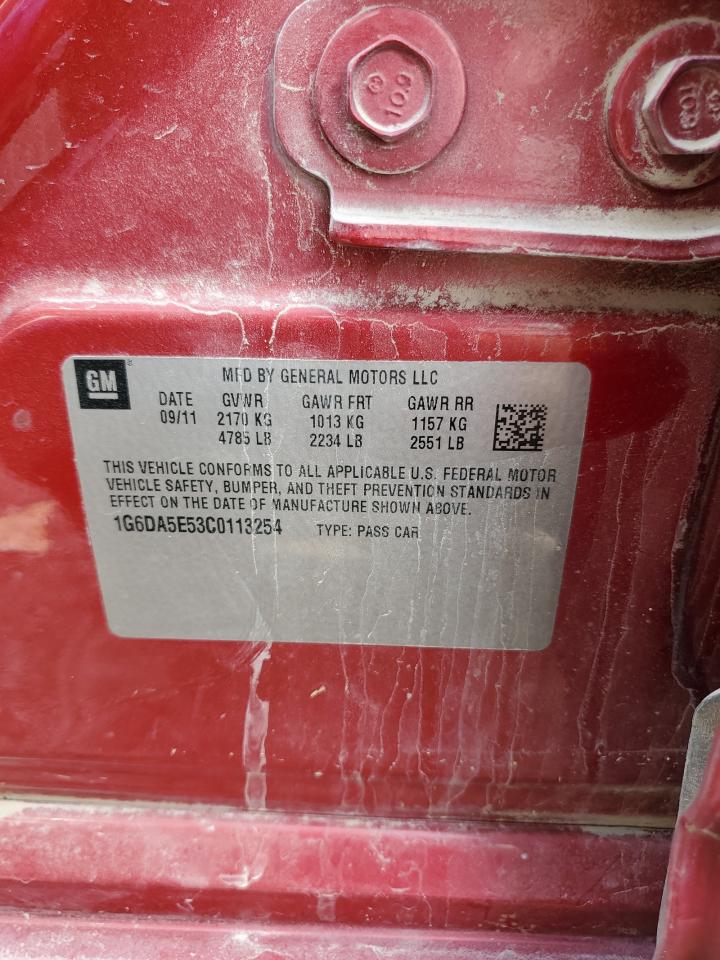 10.9
GM
MFD BY GENERAL MOTORS LLC
DATE GVWR GAWR FRT GAWR RR
09/11 2170 KG 1013 KG 1157 KG
4785 LB 2234 LB 2551 LB
THIS VEHICLE CONFORMS TO ALL APPLICABLE U.S. FEDERAL MOTOR
VEHICLE SAFETY, BUMPER, AND THEFT PREVENTION STANDARDS IN
EFFECT ON THE DATE OF MANUFACTURE SHOWN ABOVE.
1G6DA5E53C0113254 TYPE: PASS CAR